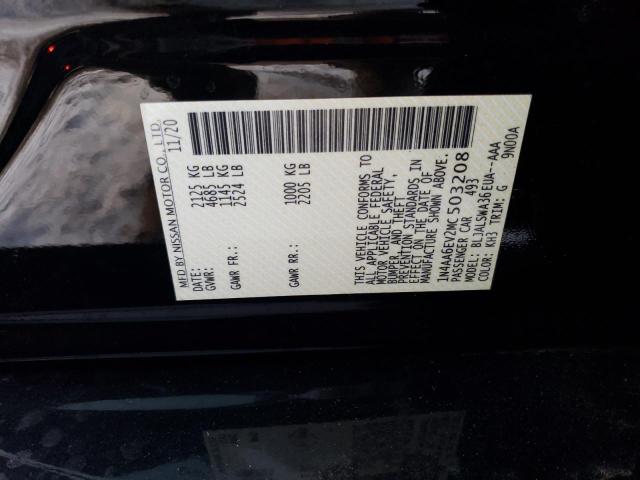 MFD BY NISSAN MOTOR CO., LTD.
DATE: 11/20
GVWR: 2125 KG
4685 LB
GAWR FR.: 1145 KG
2524 LB
GAWR RR.: 1000 KG
2205 LB
THIS VEHICLE CONFORMS TO
ALL APPLICABLE FEDERAL
MOTOR VEHICLE SAFETY,
BUMPER, AND THEFT
PREVENTION STANDARDS IN
EFFECT ON THE DATE OF
MANUFACTURE SHOWN ABOVE.
1N4AA6EV2MC503208
PASSENGER CAR 493
MODEL: BLJALSWA36EUA--AAA
COLOR: KH3 TRIM: G 9N00A